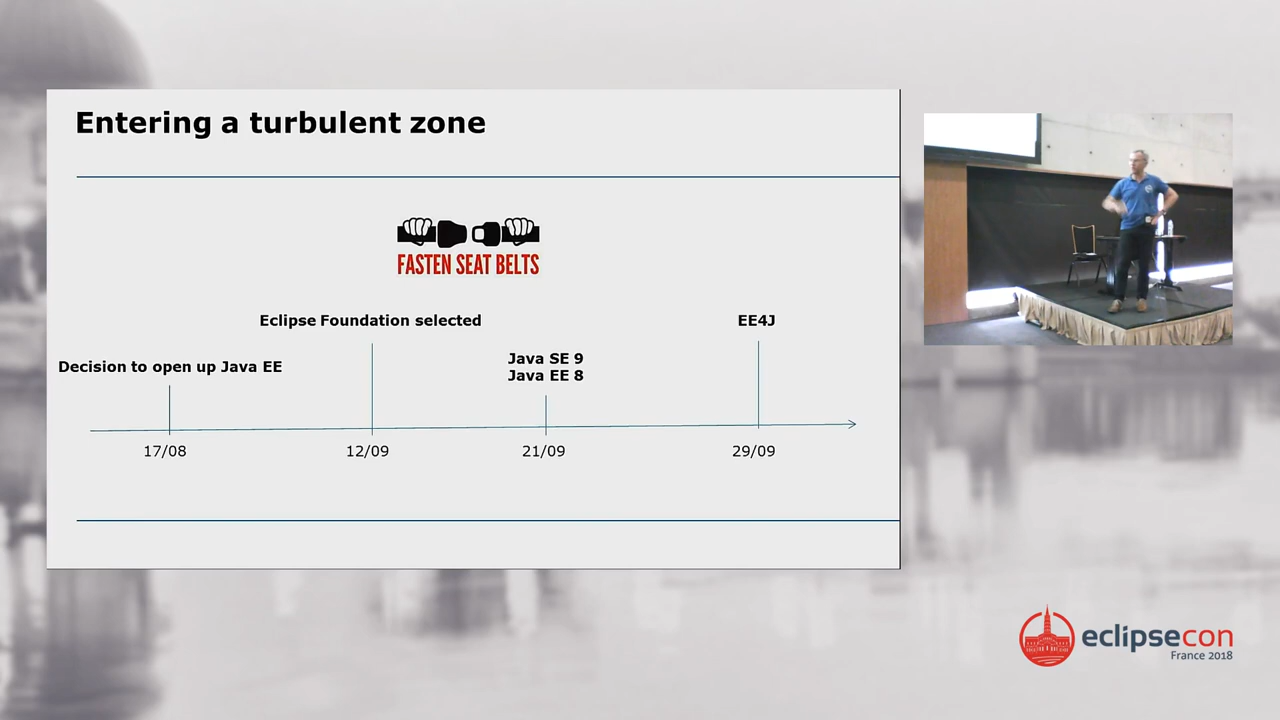 Entering a turbulent zone
FASTEN SEAT BELTS
Eclipse Foundation selected
EE4J
Decision to open up Java EE
Java SE 9
Java EE 8
17/08
12/09
21/09
29/09
eclipsecon
France 2018